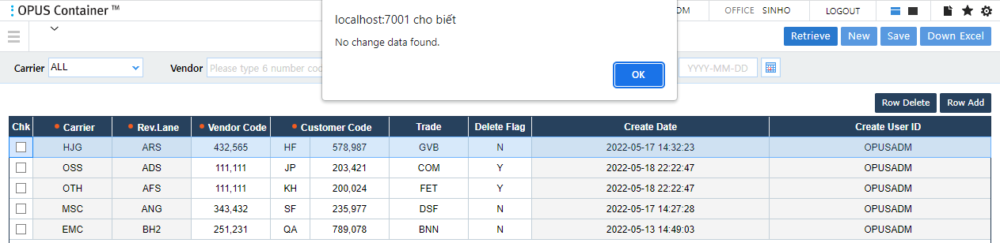 OPUS Container ™
DM OFFICE SINHO LOGOUT
localhost:7001 cho biết
No change data found.
OK
Retrieve New Save Down Excel
Carrier ALL Vendor Please type 6 number cod YYYY-MM-DD
Row Delete Row Add
Chk Carrier Rev.Lane Vendor Code Customer Code Trade Delete Flag Create Date Create User ID
HJG ARS 432,565 HF 578,987 GVB N 2022-05-17 14:32:23 OPUSADM
OSS ADS 111,111 JP 203,421 COM Y 2022-05-18 22:22:47 OPUSADM
OTH AFS 111,111 KH 200,024 FET Y 2022-05-18 22:22:47 OPUSADM
MSC ANG 343,432 SF 235,977 DSF N 2022-05-17 14:27:28 OPUSADM
EMC BH2 251,231 QA 789,078 BNN N 2022-05-13 14:49:03 OPUSADM